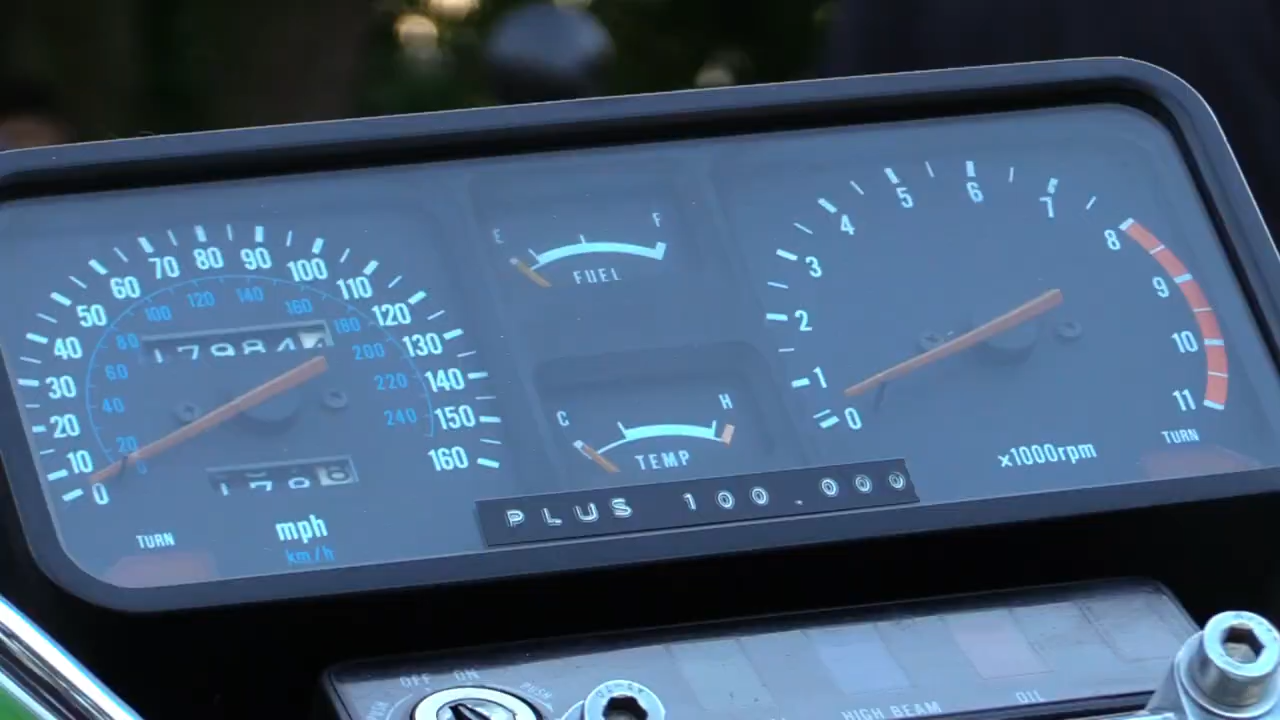 0 10 20 30 40 50 60 70 80 90 100 110 120 130 140 150 160
0 20 40 60 80 100 120 140 160 180 200 220 240
TURN
mph
km/h
E F
FUEL
C H
TEMP
PLUS 100.000
0 1 2 3 4 5 6 7 8 9 10 11
x1000rpm
TURN
OFF ON PUSH
PUSH
HIGH BEAM
OIL